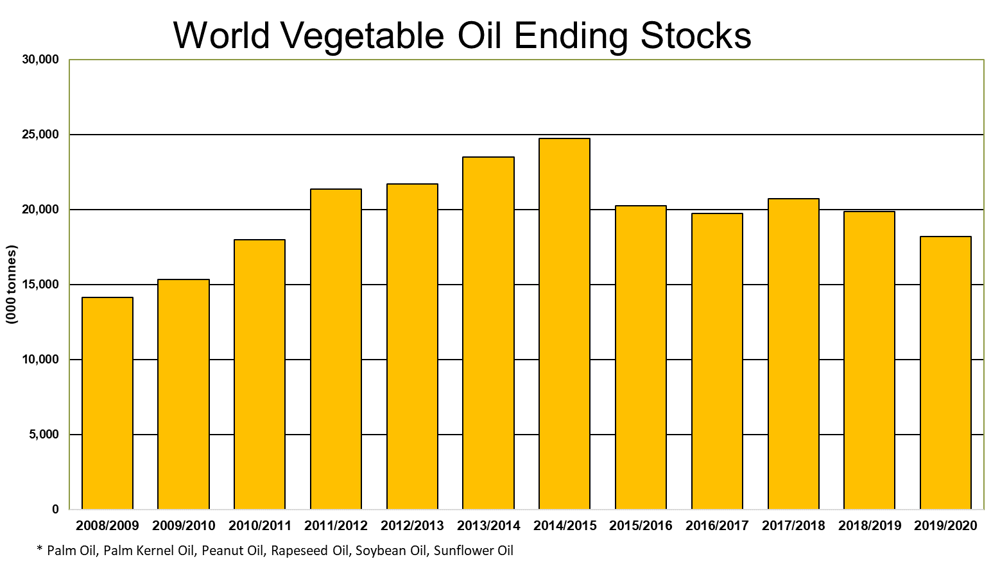 World Vegetable Oil Ending Stocks
30,000
25,000
20,000
15,000
10,000
5,000
0
(000 tonnes)
2008/2009 2009/2010 2010/2011 2011/2012 2012/2013 2013/2014 2014/2015 2015/2016 2016/2017 2017/2018 2018/2019 2019/2020
* Palm Oil, Palm Kernel Oil, Peanut Oil, Rapeseed Oil, Soybean Oil, Sunflower Oil